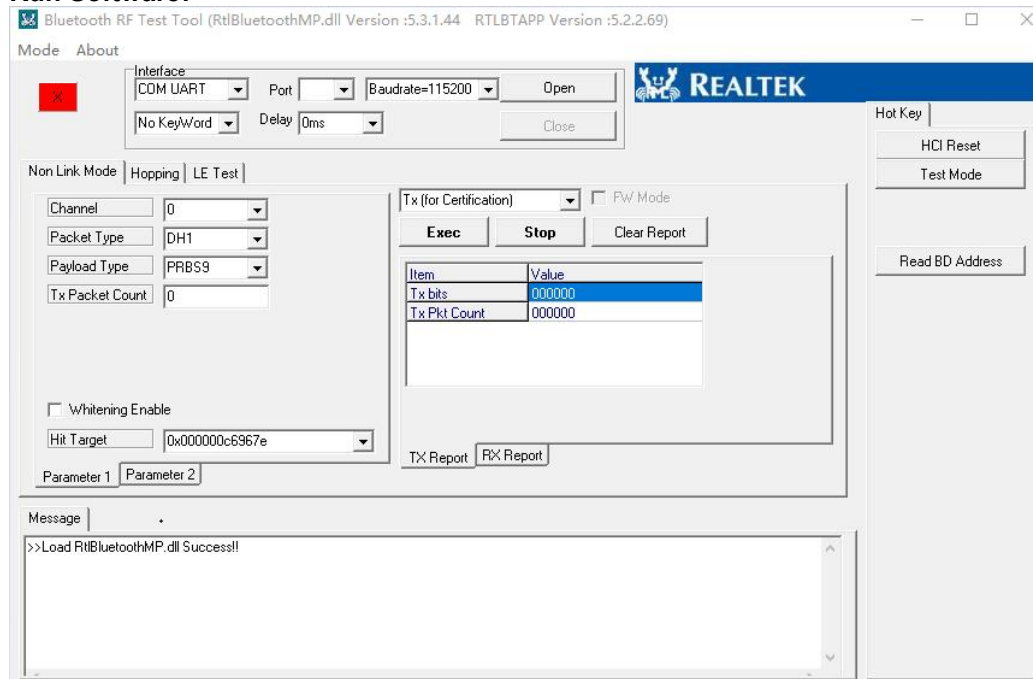 Bluetooth RF Test Tool (RtlBluetoothMP.dll Version :5.3.1.44 RTLBTAPP Version :5.2.2.69)
Mode About
Interface
X COM UART Port Baudrate=115200 Open
REALTEK
No KeyWord Delay 0ms Close
Hot Key
HCI Reset
Test Mode
Read BD Address
Non Link Mode Hopping LE Test
Channel 0
Packet Type DH1
Payload Type PRBS9
Tx Packet Count 0
Whitening Enable
Hit Target 0x000000c6967e
Parameter 1 Parameter 2
Tx (for Certification) FW Mode
Exec Stop Clear Report
Item Value
Tx bits 000000
Tx Pkt Count 000000
TX Report RX Report
Message
>>Load RtlBluetoothMP.dll Success!!